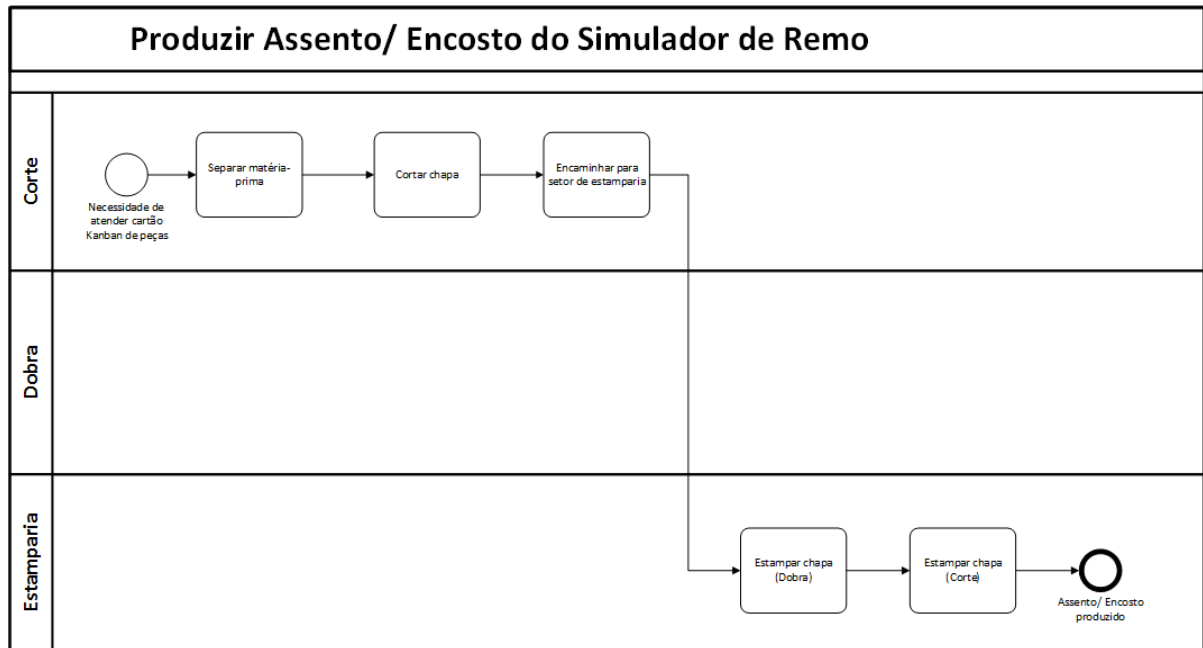 Produzir Assento/ Encosto do Simulador de Remo
Corte
Necessidade de
atender cartão
Kanban de peças
Separar matéria-
prima
Cortar chapa
Encaminhar para
setor de estamparia
Dobra
Estamparia
Estampar chapa
(Dobra)
Estampar chapa
(Corte)
Assento/ Encosto
produzido